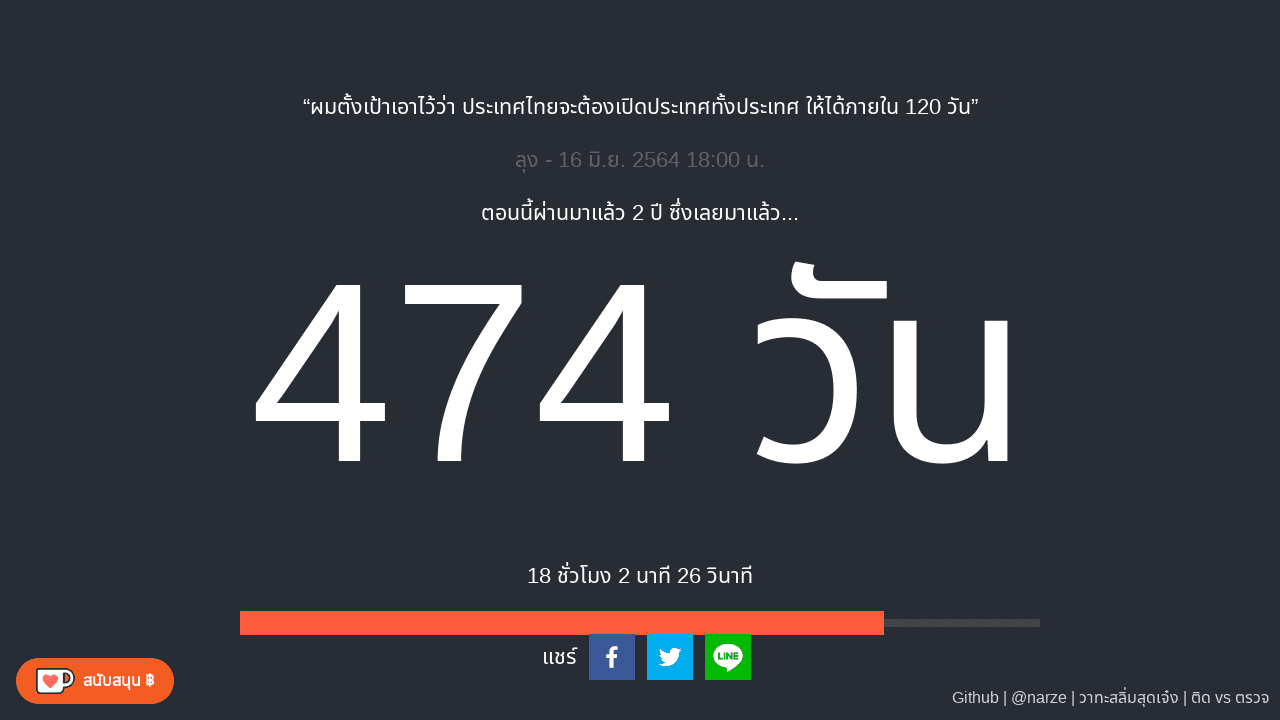 “ผมตั้งเป้าเอาไว้ว่า ประเทศไทยจะต้องเปิดประเทศทั้งประเทศ ให้ได้ภายใน 120 วัน”
ลุง - 16 มิ.ย. 2564 18:00 น.
ตอนนี้ผ่านมาแล้ว 2 ปี ซึ่งเลยมาแล้ว...
474 วัน
18 ชั่วโมง 2 นาที 26 วินาที
แชร์
LINE
สนับสนุน ฿
Github | @narze | วาทะสลิ่มสุดเจ๋ง | ติด vs ตรวจ